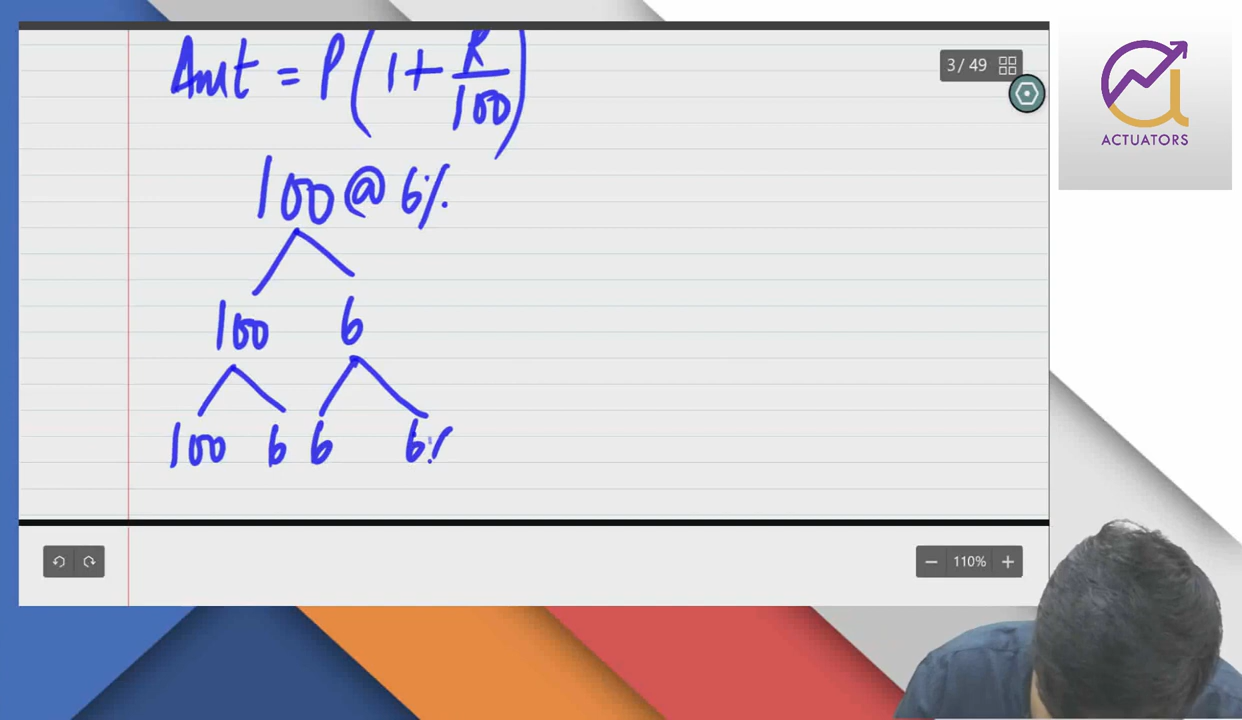 Amt = P(1+R/100)
3 / 49
ACTUATORS
100 @ 6%
100 6
100 6 6 6%
110%